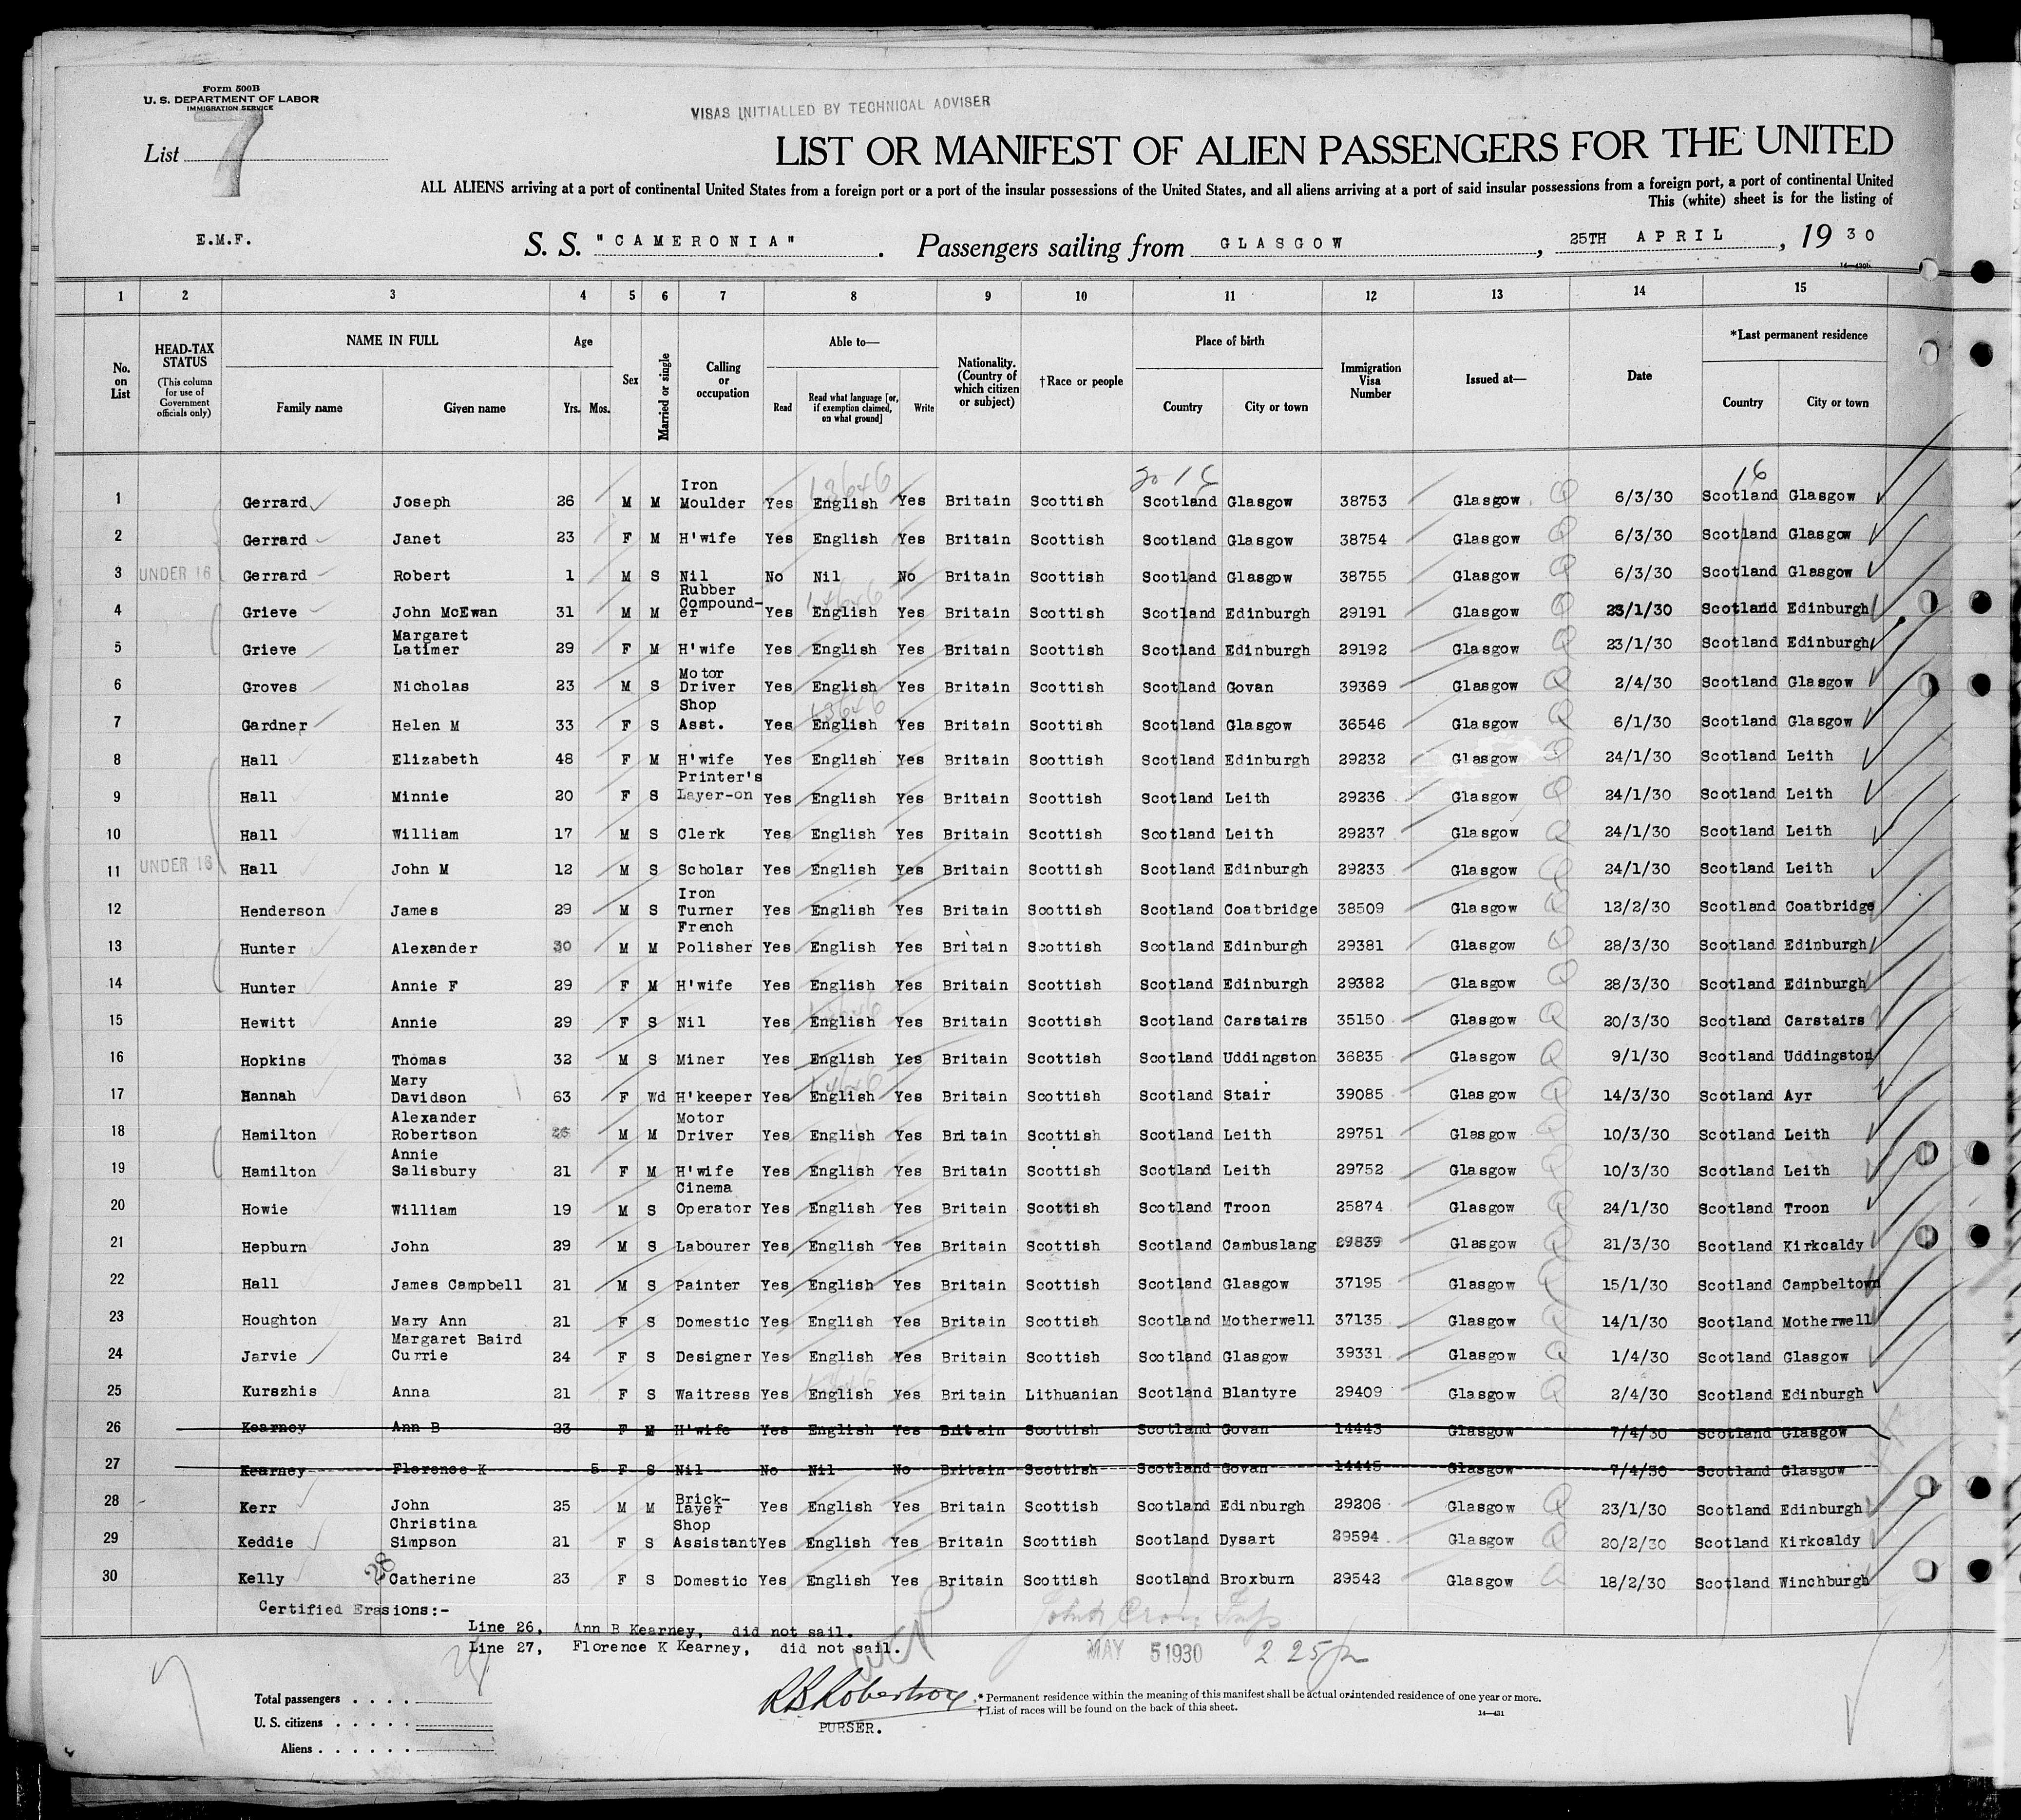 Form 500B
U. S. DEPARTMENT OF LABOR
IMMIGRATION SERVICE
VISAS INITIALLED BY TECHNICAL ADVISER
List 7
LIST OR MANIFEST OF ALIEN PASSENGERS FOR THE UNITED
ALL ALIENS arriving at a port of continental United States from a foreign port or a port of the insular possessions of the United States, and all aliens arriving at a port of said insular possessions from a foreign port, a port of continental United
This (white) sheet is for the listing of
E.M.F. S. S. "CAMERONIA". Passengers sailing from GLASGOW, 25TH APRIL, 1930
1 2 3 4 5 6 7 8 9 10 11 12 13 14 15
No. on List
HEAD-TAX STATUS (This column for use of Government officials only)
NAME IN FULL
Family name Given name
Age
Yrs. Mos.
Sex
Married or single
Calling or occupation
Able to—
Read Read what language [or, if exemption claimed, on what ground] Write
Nationality. (Country of which citizen or subject)
†Race or people
Place of birth
Country City or town
Immigration Visa Number
Issued at—
Date
*Last permanent residence
Country City or town
20 16 16
1 Gerrard Joseph 26 M M Iron Moulder Yes English Yes Britain Scottish Scotland Glasgow 38753 Glasgow 6/3/30 Scotland Glasgow
2 Gerrard Janet 23 F M H'wife Yes English Yes Britain Scottish Scotland Glasgow 38754 Glasgow 6/3/30 Scotland Glasgow
3 UNDER 16 Gerrard Robert 1 M S Nil No Nil No Britain Scottish Scotland Glasgow 38755 Glasgow 6/3/30 Scotland Glasgow
4 Grieve John McEwan 31 M M Rubber Compounder Yes English Yes Britain Scottish Scotland Edinburgh 29191 Glasgow 23/1/30 Scotland Edinburgh
5 Grieve Margaret Latimer 29 F M H'wife Yes English Yes Britain Scottish Scotland Edinburgh 29192 Glasgow 23/1/30 Scotland Edinburgh
6 Groves Nicholas 23 M S Motor Driver Yes English Yes Britain Scottish Scotland Govan 39369 Glasgow 2/4/30 Scotland Glasgow
7 Gardner Helen M 33 F S Shop Asst. Yes English Yes Britain Scottish Scotland Glasgow 36546 Glasgow 6/1/30 Scotland Glasgow
8 Hall Elizabeth 48 F M H'wife Yes English Yes Britain Scottish Scotland Edinburgh 29232 Glasgow 24/1/30 Scotland Leith
9 Hall Minnie 20 F S Printer's Layer-on Yes English Yes Britain Scottish Scotland Leith 29236 Glasgow 24/1/30 Scotland Leith
10 Hall William 17 M S Clerk Yes English Yes Britain Scottish Scotland Leith 29237 Glasgow 24/1/30 Scotland Leith
11 UNDER 16 Hall John M 12 M S Scholar Yes English Yes Britain Scottish Scotland Edinburgh 29233 Glasgow 24/1/30 Scotland Leith
12 Henderson James 29 M S Iron Turner Yes English Yes Britain Scottish Scotland Coatbridge 38509 Glasgow 12/2/30 Scotland Coatbridge
13 Hunter Alexander 30 M M French Polisher Yes English Yes Britain Scottish Scotland Edinburgh 29381 Glasgow 28/3/30 Scotland Edinburgh
14 Hunter Annie F 29 F M H'wife Yes English Yes Britain Scottish Scotland Edinburgh 29382 Glasgow 28/3/30 Scotland Edinburgh
15 Hewitt Annie 29 F S Nil Yes English Yes Britain Scottish Scotland Carstairs 35150 Glasgow 20/3/30 Scotland Carstairs
16 Hopkins Thomas 32 M S Miner Yes English Yes Britain Scottish Scotland Uddingston 36835 Glasgow 9/1/30 Scotland Uddingston
17 Hannah Mary Davidson 63 F Wd H'keeper Yes English Yes Britain Scottish Scotland Stair 39085 Glasgow 14/3/30 Scotland Ayr
18 Hamilton Alexander Robertson 26 M M Motor Driver Yes English Yes Britain Scottish Scotland Leith 29751 Glasgow 10/3/30 Scotland Leith
19 Hamilton Annie Salisbury 21 F M H'wife Yes English Yes Britain Scottish Scotland Leith 29752 Glasgow 10/3/30 Scotland Leith
20 Howie William 19 M S Cinema Operator Yes English Yes Britain Scottish Scotland Troon 25874 Glasgow 24/1/30 Scotland Troon
21 Hepburn John 29 M S Labourer Yes English Yes Britain Scottish Scotland Cambuslang 29839 Glasgow 21/3/30 Scotland Kirkcaldy
22 Hall James Campbell 21 M S Painter Yes English Yes Britain Scottish Scotland Glasgow 37195 Glasgow 15/1/30 Scotland Campbeltown
23 Houghton Mary Ann 21 F S Domestic Yes English Yes Britain Scottish Scotland Motherwell 37135 Glasgow 14/1/30 Scotland Motherwell
24 Jarvie Margaret Baird Currie 24 F S Designer Yes English Yes Britain Scottish Scotland Glasgow 39331 Glasgow 1/4/30 Scotland Glasgow
25 Kurszhis Anna 21 F S Waitress Yes English Yes Britain Lithuanian Scotland Blantyre 29409 Glasgow 2/4/30 Scotland Edinburgh
26 Kearney Ann B 23 F M H'wife Yes English Yes Britain Scottish Scotland Govan 14443 Glasgow 7/4/30 Scotland Glasgow
27 Kearney Florence K 5 F S Nil No Nil No Britain Scottish Scotland Govan 14445 Glasgow 7/4/30 Scotland Glasgow
28 Kerr John 25 M M Brick-layer Yes English Yes Britain Scottish Scotland Edinburgh 29206 Glasgow 23/1/30 Scotland Edinburgh
29 Keddie Christina Simpson 21 F S Shop Assistant Yes English Yes Britain Scottish Scotland Dysart 29594 Glasgow 20/2/30 Scotland Kirkcaldy
30 Kelly Catherine 23 F S Domestic Yes English Yes Britain Scottish Scotland Broxburn 29542 Glasgow 18/2/30 Scotland Winchburgh
28
Certified Erasions:-
Line 26, Ann B Kearney, did not sail.
Line 27, Florence K Kearney, did not sail.
MAY 5 1930 2 25 p
Total passengers . . . .
U. S. citizens . . . . .
Aliens . . . . . .
R B Robertson
PURSER.
* Permanent residence within the meaning of this manifest shall be actual or intended residence of one year or more.
† List of races will be found on the back of this sheet.
14—431